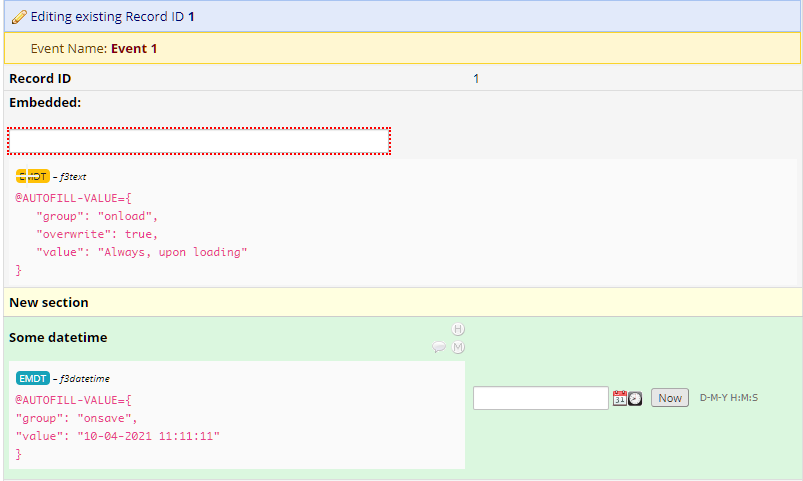 Editing existing Record ID 1
Event Name: Event 1
Record ID 1
Embedded:
EMDT – f3text
@AUTOFILL-VALUE={
"group": "onload",
"overwrite": true,
"value": "Always, upon loading"
}
New section
Some datetime
H
M
EMDT – f3datetime
@AUTOFILL-VALUE={
"group": "onsave",
"value": "10-04-2021 11:11:11"
}
31 Now D-M-Y H:M:S